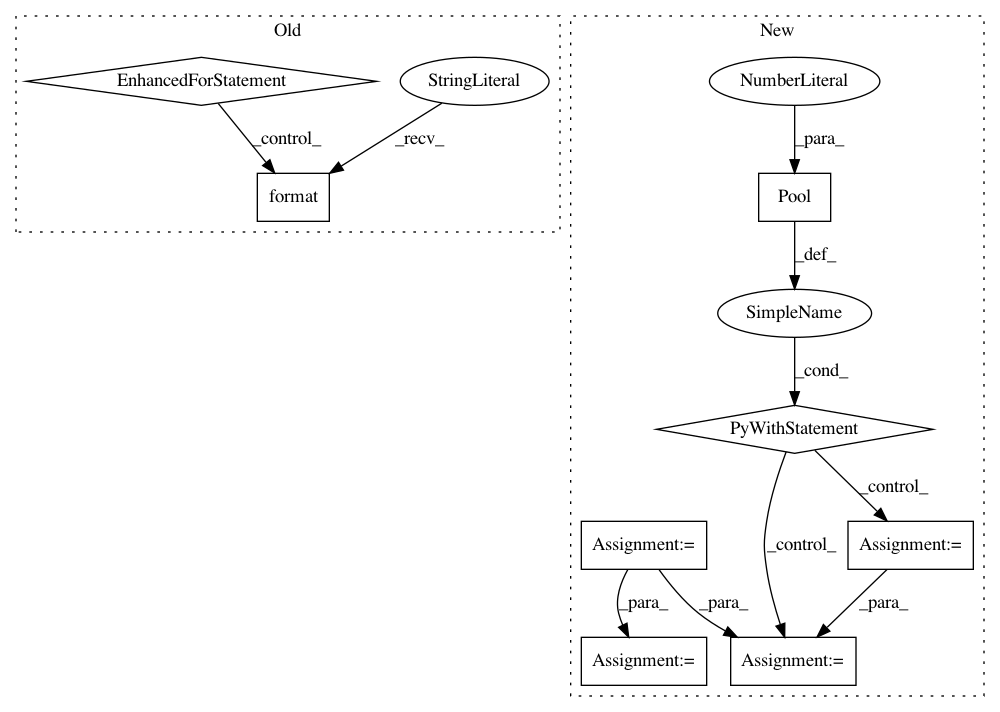 Old
New
EnhancedForStatement
StringLiteral
NumberLiteral
_control_
_recv_
_para_
format
Pool
_def_
SimpleName
_cond_
PyWithStatement
_control_
_control_
Assignment:=
Assignment:=
_para_
_para_
_para_
Assignment:=
Assignment:=